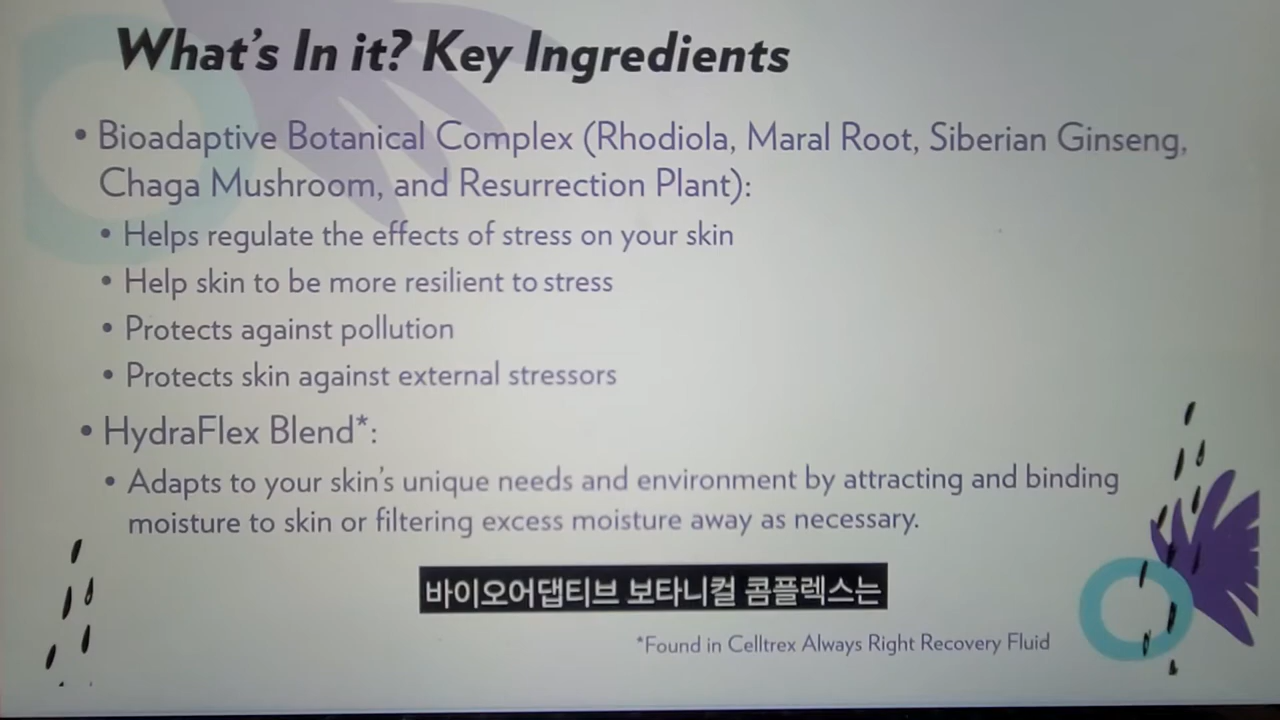 What's In it? Key Ingredients
• Bioadaptive Botanical Complex (Rhodiola, Maral Root, Siberian Ginseng,
Chaga Mushroom, and Resurrection Plant):
• Helps regulate the effects of stress on your skin
• Help skin to be more resilient to stress
• Protects against pollution
• Protects skin against external stressors
• HydraFlex Blend*:
• Adapts to your skin's unique needs and environment by attracting and binding
moisture to skin or filtering excess moisture away as necessary.
바이오어댑티브 보타니컬 콤플렉스는
*Found in Celltrex Always Right Recovery Fluid